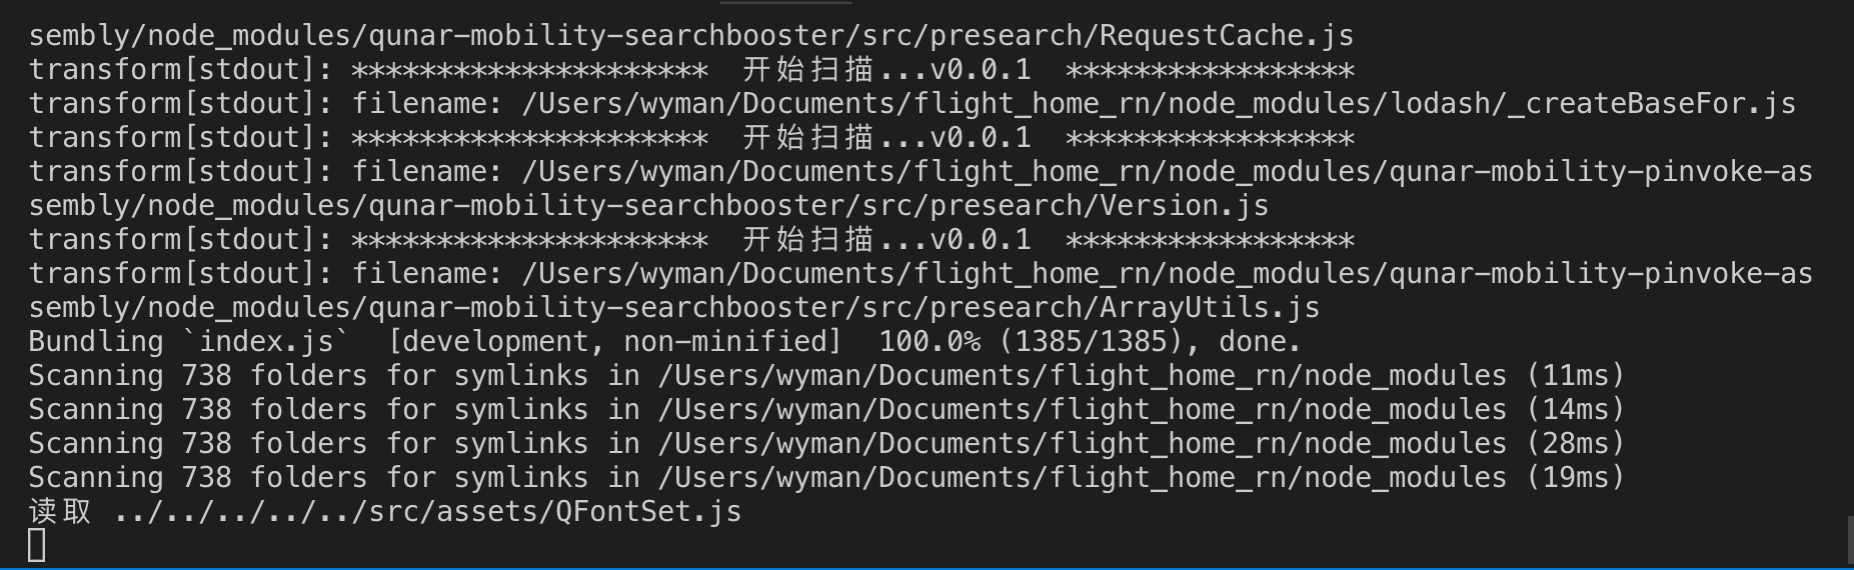 sembly/node_modules/qunar-mobility-searchbooster/src/presearch/RequestCache.js
transform[stdout]: *********************  开始扫描...v0.0.1  *****************
transform[stdout]: filename: /Users/wyman/Documents/flight_home_rn/node_modules/lodash/_createBaseFor.js
transform[stdout]: *********************  开始扫描...v0.0.1  *****************
transform[stdout]: filename: /Users/wyman/Documents/flight_home_rn/node_modules/qunar-mobility-pinvoke-as
sembly/node_modules/qunar-mobility-searchbooster/src/presearch/Version.js
transform[stdout]: *********************  开始扫描...v0.0.1  *****************
transform[stdout]: filename: /Users/wyman/Documents/flight_home_rn/node_modules/qunar-mobility-pinvoke-as
sembly/node_modules/qunar-mobility-searchbooster/src/presearch/ArrayUtils.js
Bundling `index.js`  [development, non-minified]  100.0% (1385/1385), done.
Scanning 738 folders for symlinks in /Users/wyman/Documents/flight_home_rn/node_modules (11ms)
Scanning 738 folders for symlinks in /Users/wyman/Documents/flight_home_rn/node_modules (14ms)
Scanning 738 folders for symlinks in /Users/wyman/Documents/flight_home_rn/node_modules (28ms)
Scanning 738 folders for symlinks in /Users/wyman/Documents/flight_home_rn/node_modules (19ms)
读取 ../../../../../src/assets/QFontSet.js